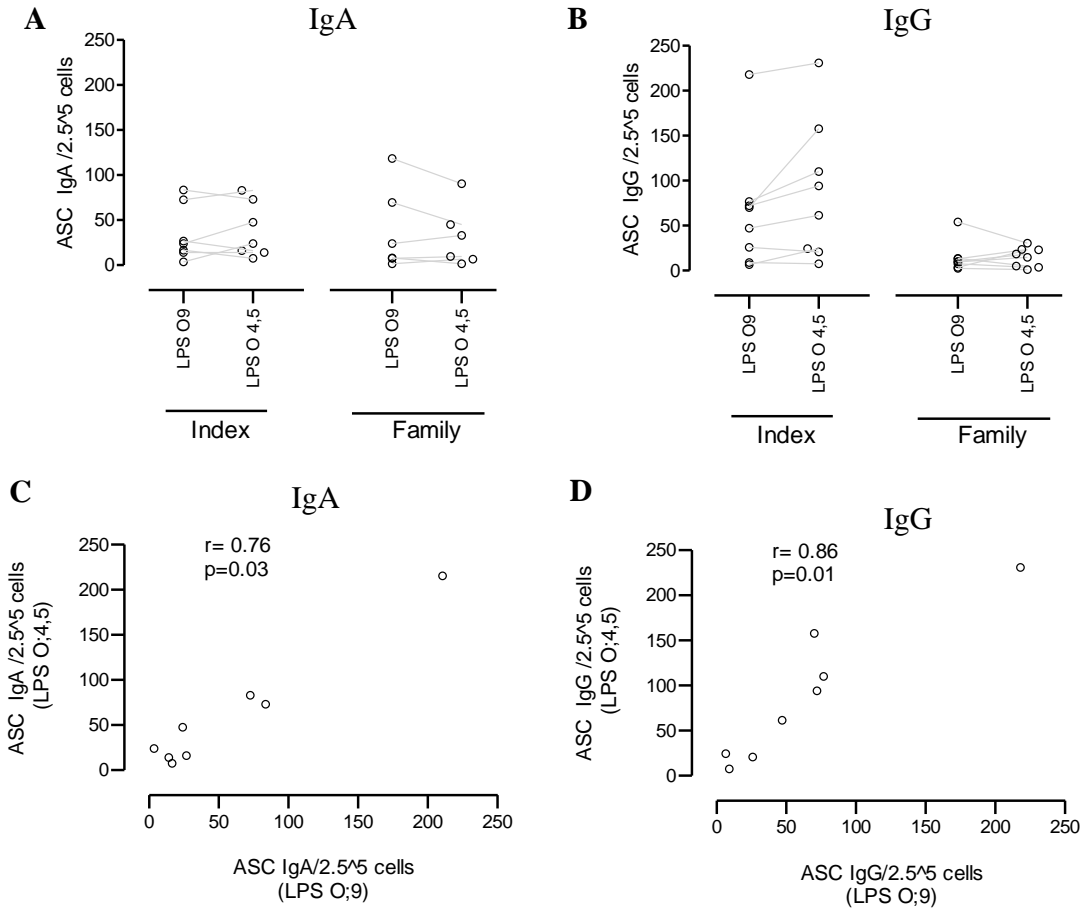 A
IgA
ASC IgA /2.5^5 cells
250
200
150
100
50
0
LPS O9
LPS O 4,5
LPS O9
LPS O 4,5
Index
Family
B
IgG
ASC IgG /2.5^5 cells
250
200
150
100
50
0
LPS O9
LPS O 4,5
LPS O9
LPS O 4,5
Index
Family
C
IgA
r= 0.76
p=0.03
ASC IgA /2.5^5 cells
(LPS O;4,5)
250
200
150
100
50
0
0 50 100 150 200 250
ASC IgA/2.5^5 cells
(LPS O;9)
D
IgG
r= 0.86
p=0.01
ASC IgG /2.5^5 cells
(LPS O;4,5)
250
200
150
100
50
0
0 50 100 150 200 250
ASC IgG/2.5^5 cells
(LPS O;9)